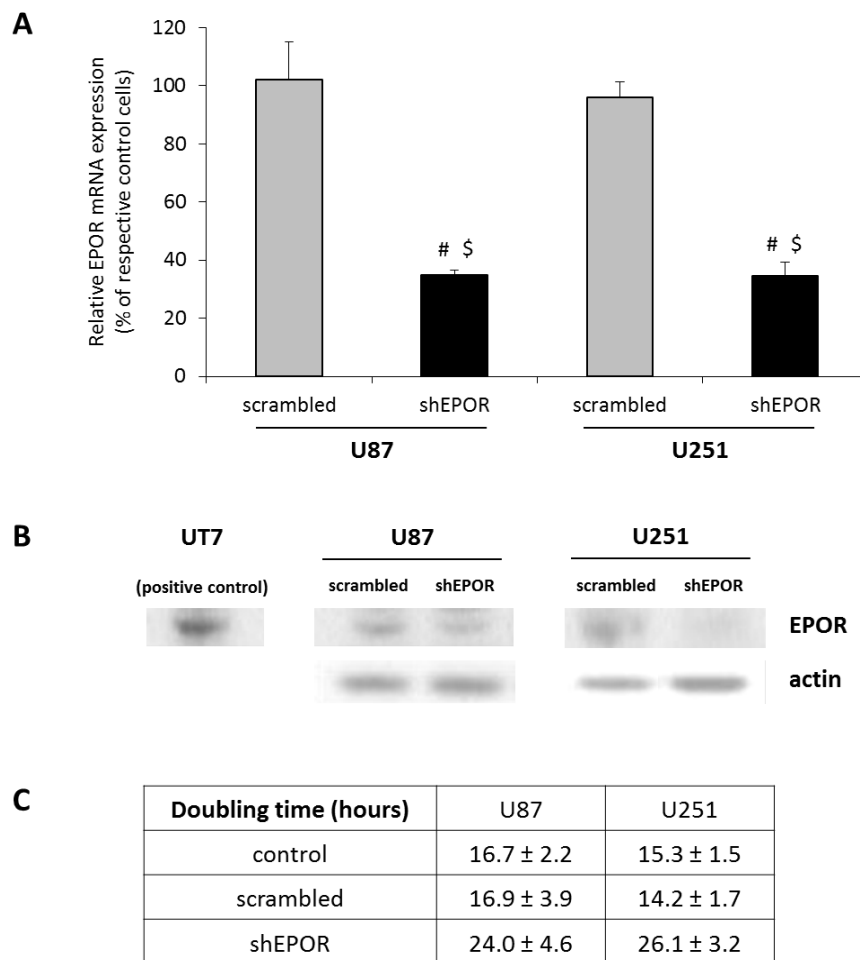 A
Relative EPOR mRNA expression
(% of respective control cells)
120
100
80
60
40
20
0
# $
# $
scrambled shEPOR scrambled shEPOR
U87 U251
B
UT7 U87 U251
(positive control) scrambled shEPOR scrambled shEPOR
EPOR
actin
C
Doubling time (hours) U87 U251
control 16.7 ± 2.2 15.3 ± 1.5
scrambled 16.9 ± 3.9 14.2 ± 1.7
shEPOR 24.0 ± 4.6 26.1 ± 3.2